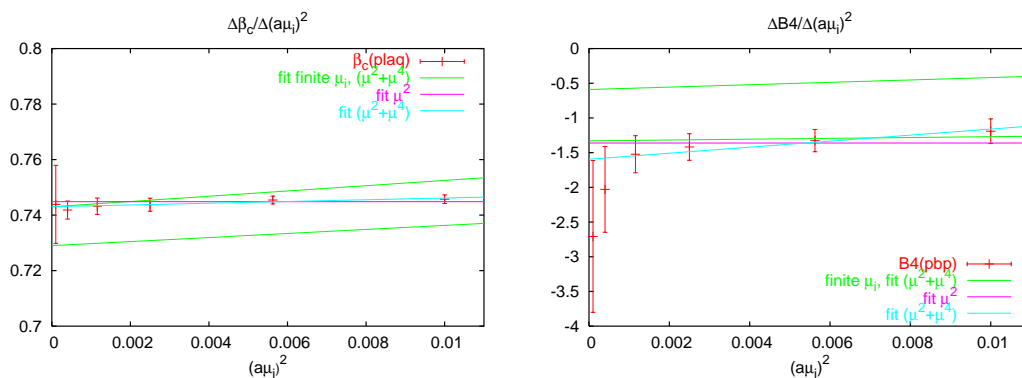 Δβc/Δ(aμi)²
0.8
0.78
0.76
0.74
0.72
0.7
βc(plaq)
fit finite μi, (μ²+μ⁴)
fit μ²
fit (μ²+μ⁴)
0 0.002 0.004 0.006 0.008 0.01
(aμi)²
ΔB4/Δ(aμi)²
0
-0.5
-1
-1.5
-2
-2.5
-3
-3.5
-4
B4(pbp)
finite μi, fit (μ²+μ⁴)
fit μ²
fit (μ²+μ⁴)
0 0.002 0.004 0.006 0.008 0.01
(aμi)²